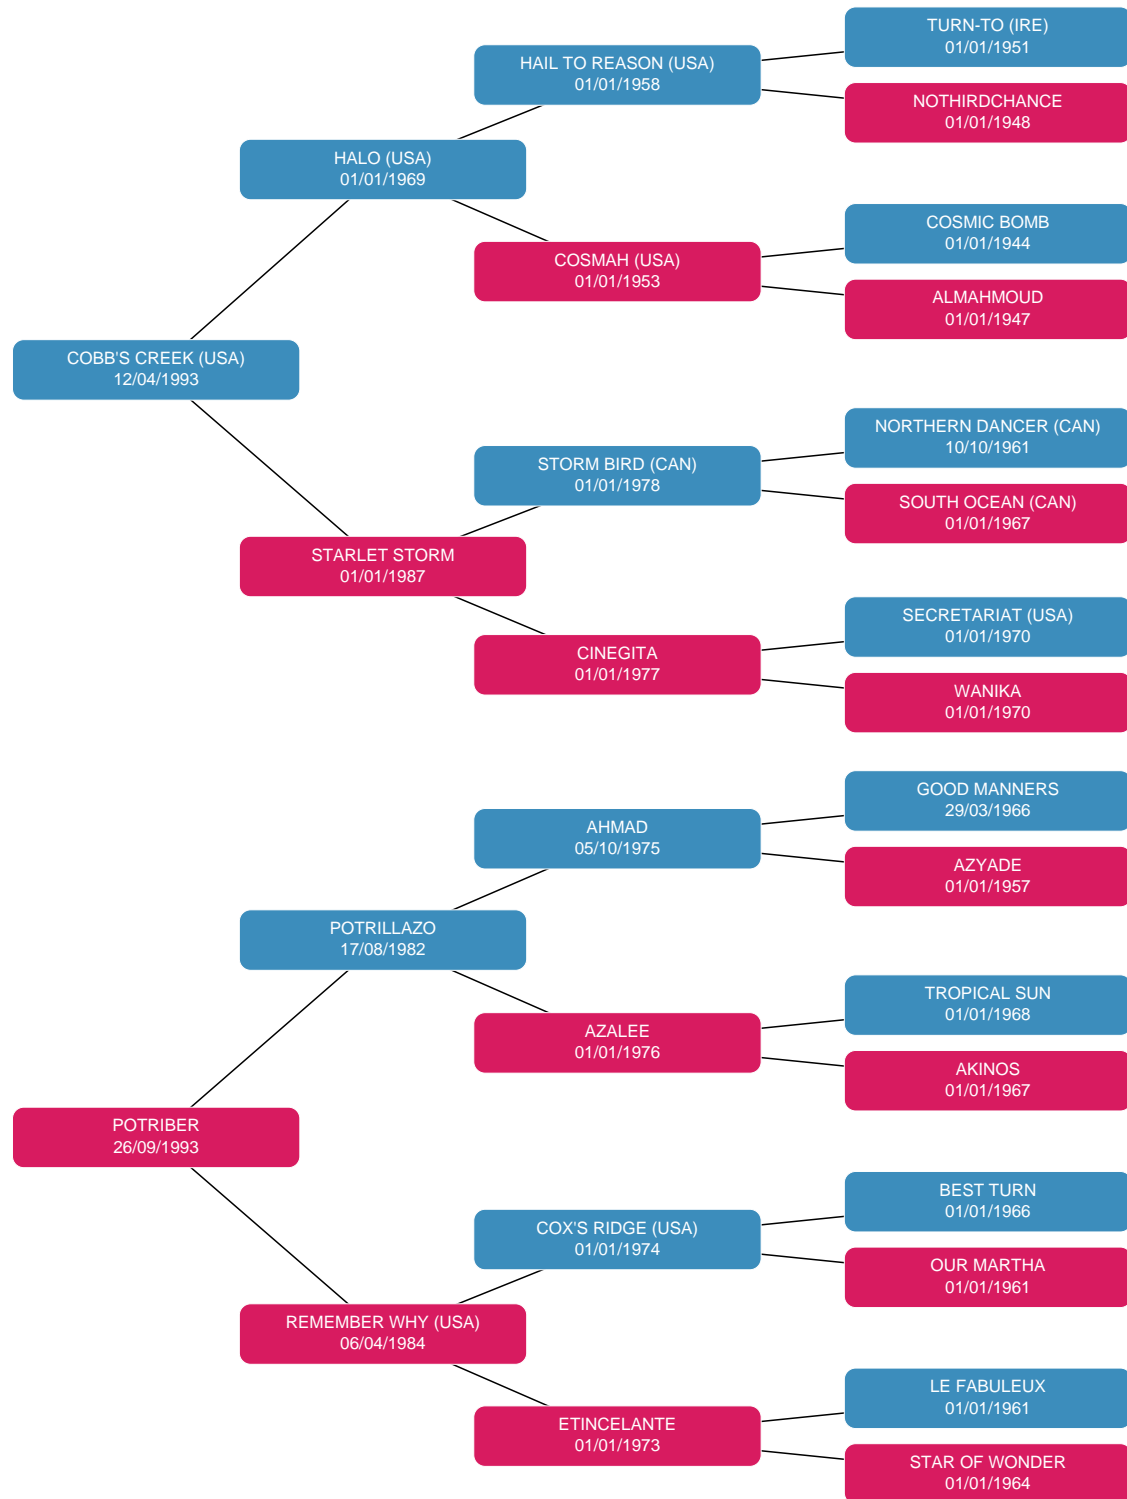 TURN-TO (IRE)
01/01/1951
HAIL TO REASON (USA)
01/01/1958
NOTHIRDCHANCE
01/01/1948
HALO (USA)
01/01/1969
COSMIC BOMB
01/01/1944
COSMAH (USA)
01/01/1953
ALMAHMOUD
01/01/1947
COBB'S CREEK (USA)
12/04/1993
NORTHERN DANCER (CAN)
10/10/1961
STORM BIRD (CAN)
01/01/1978
SOUTH OCEAN (CAN)
01/01/1967
STARLET STORM
01/01/1987
SECRETARIAT (USA)
01/01/1970
CINEGITA
01/01/1977
WANIKA
01/01/1970
GOOD MANNERS
29/03/1966
AHMAD
05/10/1975
AZYADE
01/01/1957
POTRILLAZO
17/08/1982
TROPICAL SUN
01/01/1968
AZALEE
01/01/1976
AKINOS
01/01/1967
POTRIBER
26/09/1993
BEST TURN
01/01/1966
COX'S RIDGE (USA)
01/01/1974
OUR MARTHA
01/01/1961
REMEMBER WHY (USA)
06/04/1984
LE FABULEUX
01/01/1961
ETINCELANTE
01/01/1973
STAR OF WONDER
01/01/1964